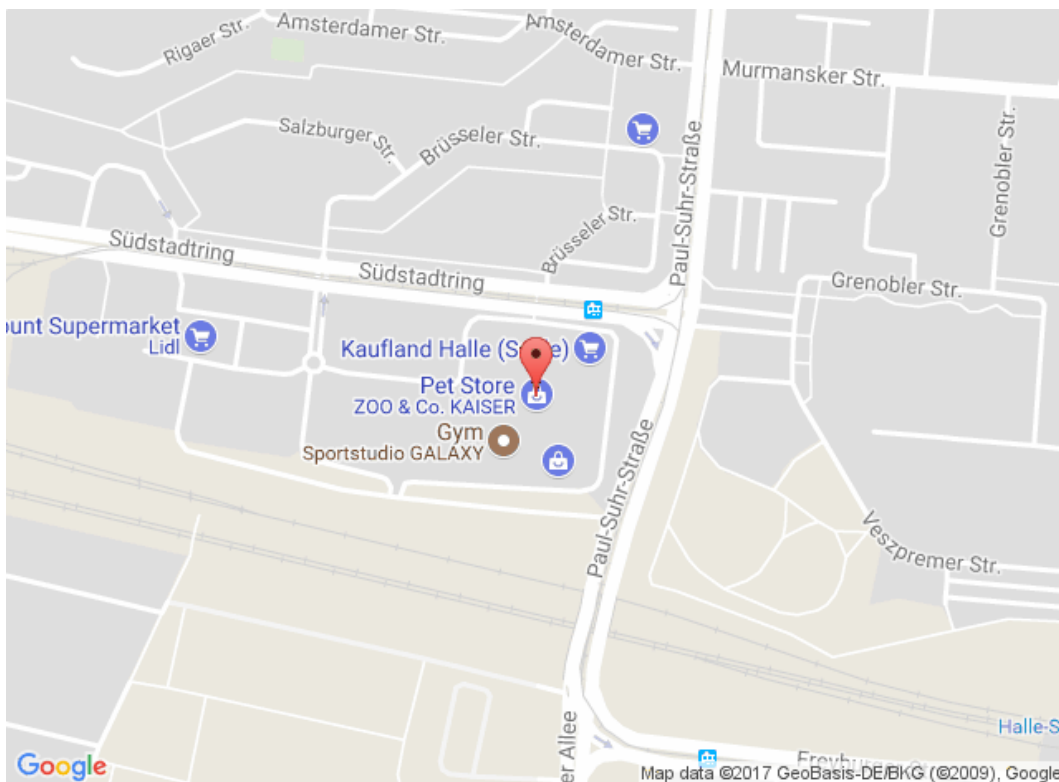 Rigaer Str.
Amsterdamer Str.
Amsterdamer Str.
Murmansker Str.
Salzburger
Str.
Brüsseler Str.
Grenobler Str.
Paul-Suhr-Straße
Brüsseler Str.
Südstadtring
Südstadtring
Grenobler Str.
ount Supermarket
Lidl
Kaufland Halle (S
e)
Pet Store
ZOO & Co. KAISER
Gym
Sportstudio GALAXY
Paul-Suhr-Straße
Veszpremer Str.
er Allee
Halle-S
Google
Map data ©2017 GeoBasis-DE/BKG (©2009), Google